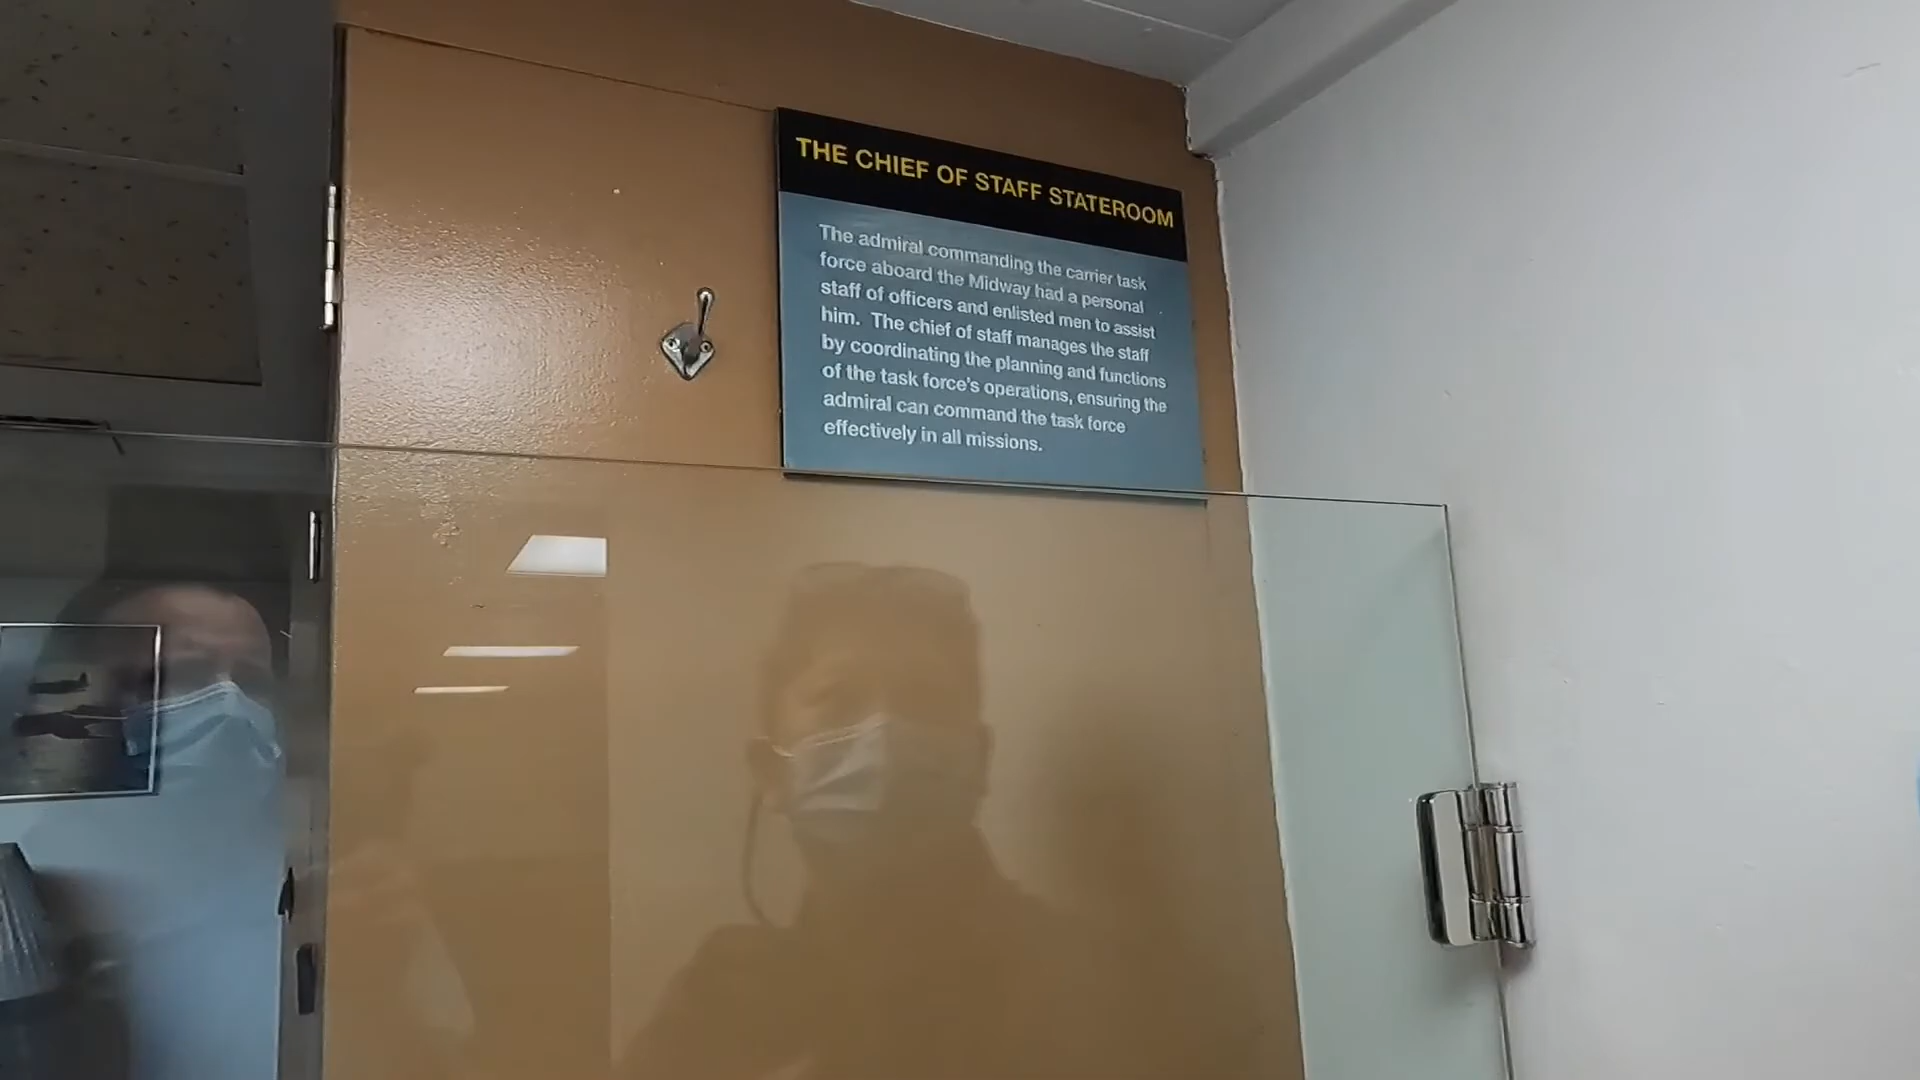 THE CHIEF OF STAFF STATEROOM
The admiral commanding the carrier task
force aboard the Midway had a personal
staff of officers and enlisted men to assist
him. The chief of staff manages the staff
by coordinating the planning and functions
of the task force's operations, ensuring the
admiral can command the task force
effectively in all missions.